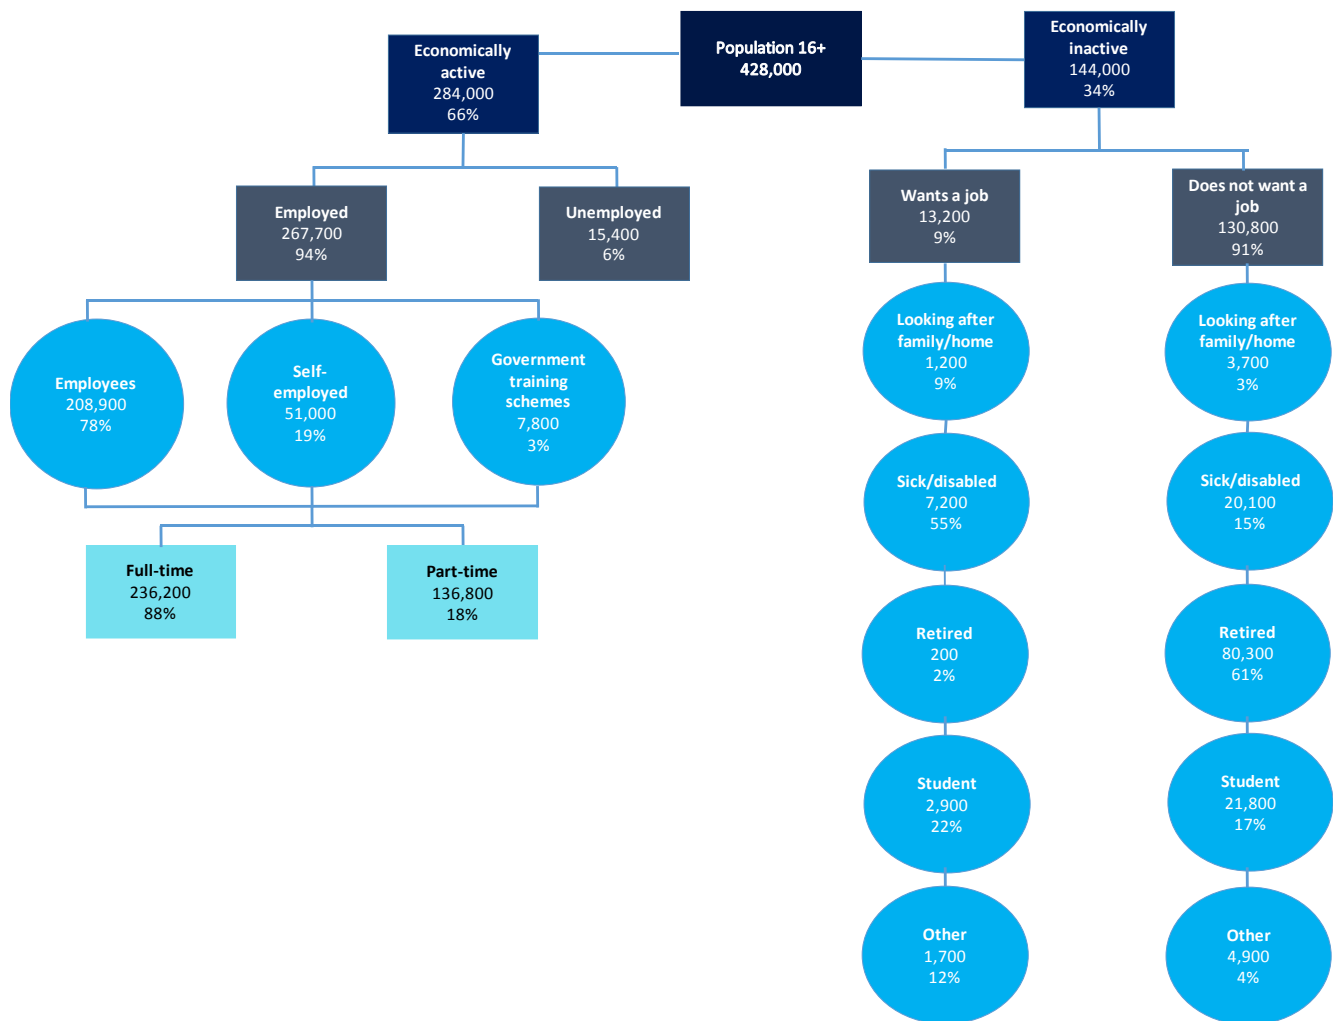 Population 16+
428,000
Economically
active
284,000
66%
Economically
inactive
144,000
34%
Employed
267,700
94%
Unemployed
15,400
6%
Wants a job
13,200
9%
Does not want a
job
130,800
91%
Employees
208,900
78%
Self-
employed
51,000
19%
Government
training
schemes
7,800
3%
Full-time
236,200
88%
Part-time
136,800
18%
Looking after
family/home
1,200
9%
Sick/disabled
7,200
55%
Retired
200
2%
Student
2,900
22%
Other
1,700
12%
Looking after
family/home
3,700
3%
Sick/disabled
20,100
15%
Retired
80,300
61%
Student
21,800
17%
Other
4,900
4%